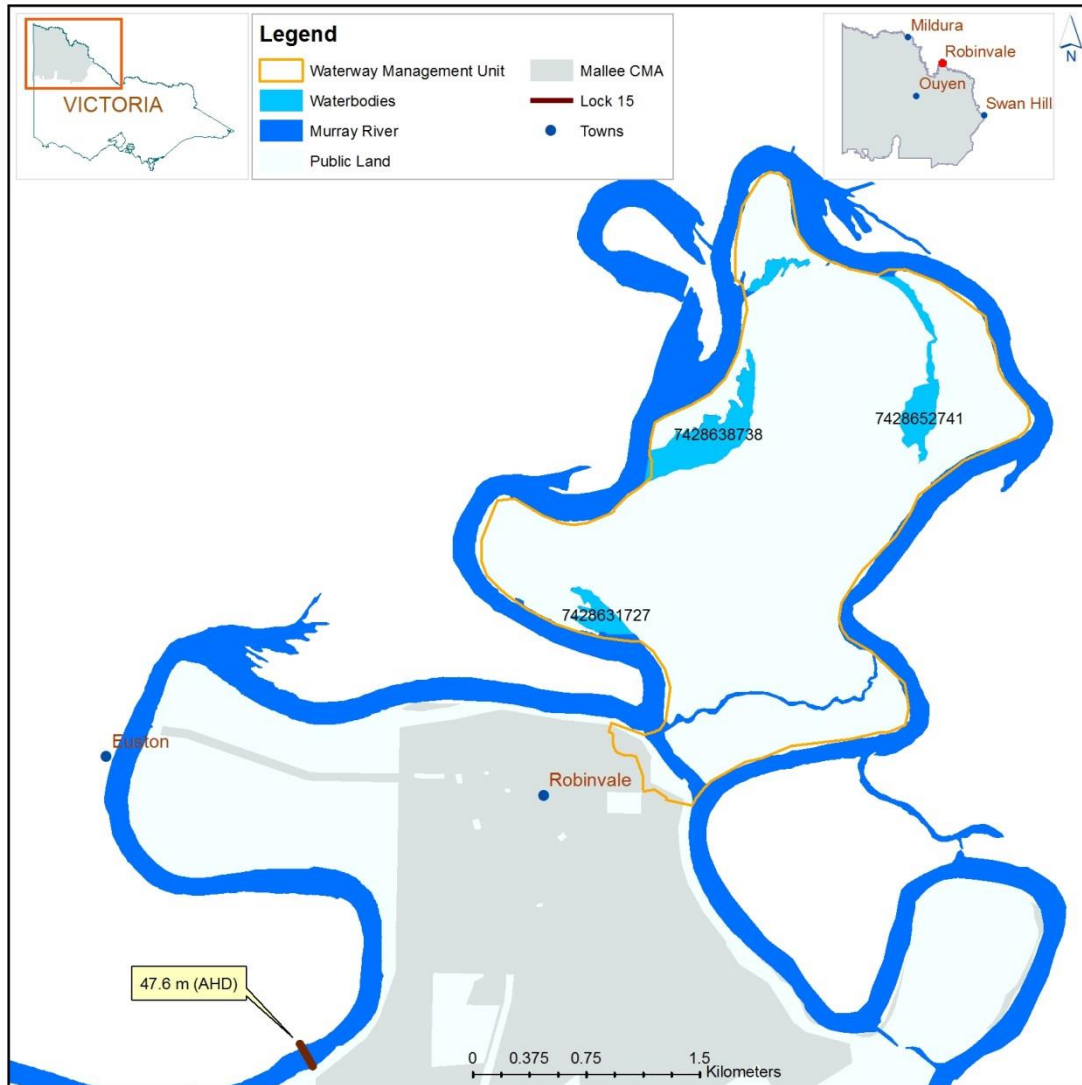 VICTORIA
Legend
Waterway Management Unit
Waterbodies
Murray River
Public Land
Mallee CMA
Lock 15
Towns
Mildura
Robinvale
Ouyen
Swan Hill
N
7428638738
7428652741
7428631727
Euston
Robinvale
47.6 m (AHD)
0 0.375 0.75 1.5
Kilometers